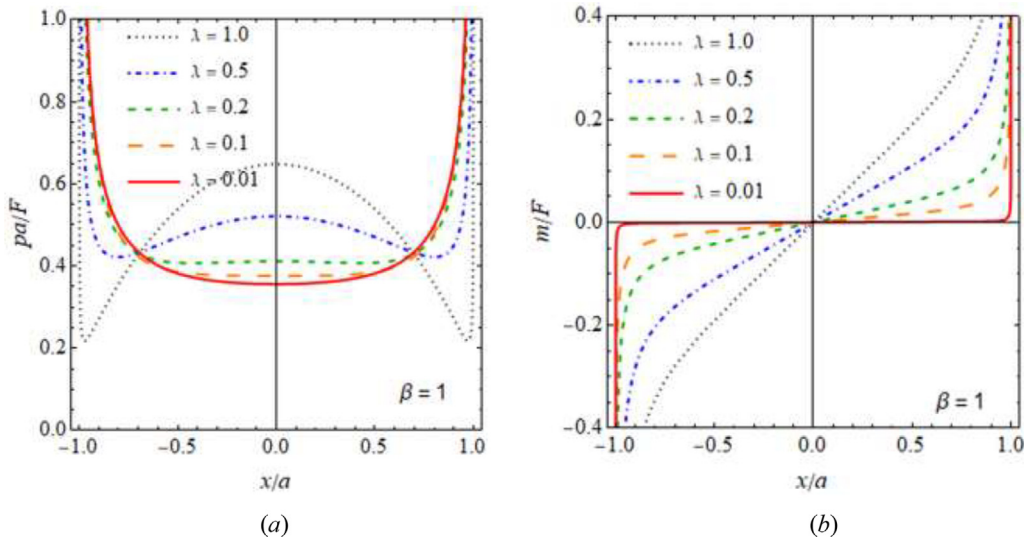 1.0
0.8
0.6
0.4
0.2
0.0
pa/F
λ = 1.0
λ = 0.5
λ = 0.2
λ = 0.1
λ = 0.01
β = 1
−1.0 −0.5 0.0 0.5 1.0
x/a
(a)
0.4
0.2
0.0
−0.2
−0.4
m/F
λ = 1.0
λ = 0.5
λ = 0.2
λ = 0.1
λ = 0.01
β = 1
−1.0 −0.5 0.0 0.5 1.0
x/a
(b)